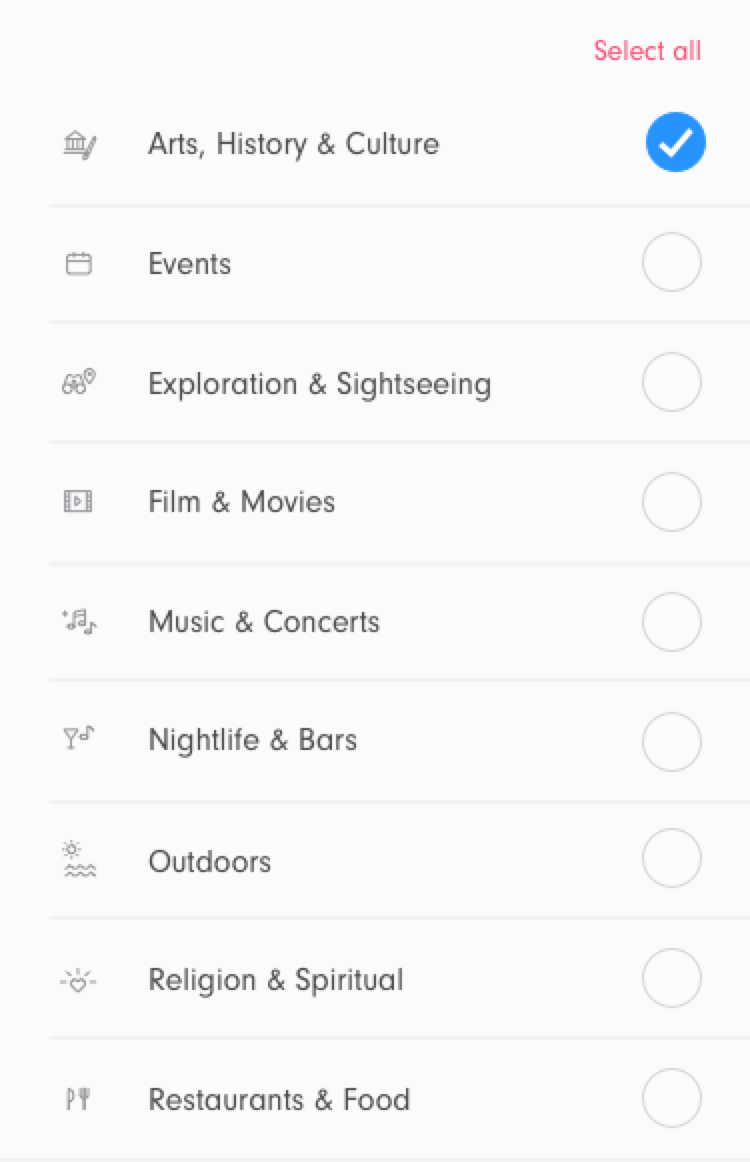 Select all
Arts, History & Culture
Events
Exploration & Sightseeing
Film & Movies
Music & Concerts
Nightlife & Bars
Outdoors
Religion & Spiritual
Restaurants & Food